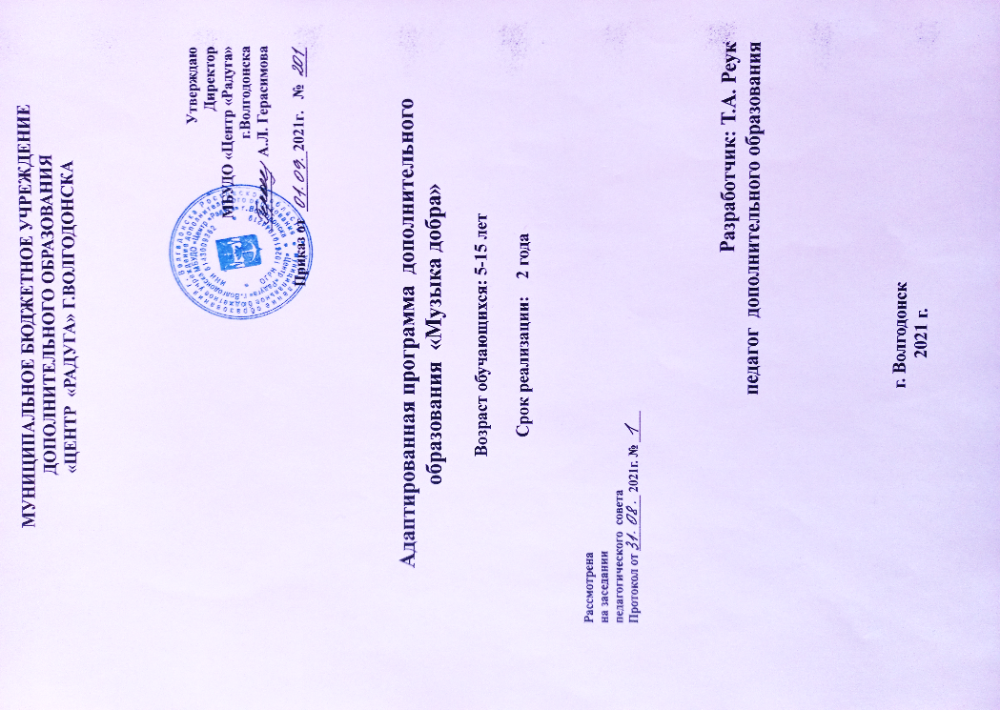 МУНИЦИПАЛЬНОЕ БЮДЖЕТНОЕ УЧРЕЖДЕНИЕ
ДОПОЛНИТЕЛЬНОГО ОБРАЗОВАНИЯ
«ЦЕНТР «РАДУГА» Г.ВОЛГОДОНСКА
Утверждаю
Директор
МБУДО «Центр «Радуга»
г.Волгодонска
А.Л. Герасимова
Приказ от 01.09.2021г. № 201
Адаптированная программа дополнительного
образования «Музыка добра»
Возраст обучающихся: 5-15 лет
Срок реализации: 2 года
Рассмотрена
на заседании
педагогического совета
Протокол от 31.08. 2021г. № 1
Разработчик: Т.А. Реук
педагог дополнительного образования
г. Волгодонск
2021 г.